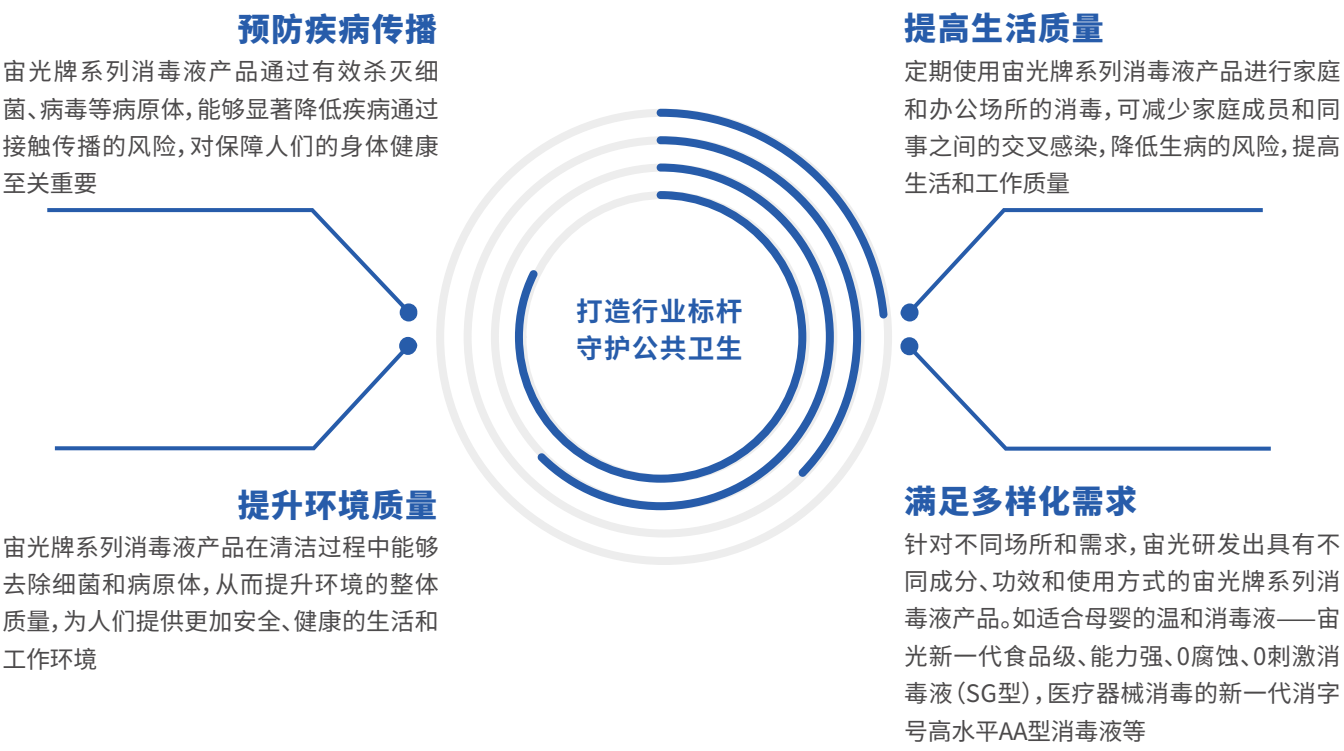 预防疾病传播
宙光牌系列消毒液产品通过有效杀灭细
菌、病毒等病原体，能够显著降低疾病通过
接触传播的风险，对保障人们的身体健康
至关重要
提高生活质量
定期使用宙光牌系列消毒液产品进行家庭
和办公场所的消毒，可减少家庭成员和同
事之间的交叉感染，降低生病的风险，提高
生活和工作质量
打造行业标杆
守护公共卫生
提升环境质量
宙光牌系列消毒液产品在清洁过程中能够
去除细菌和病原体，从而提升环境的整体
质量，为人们提供更加安全、健康的生活和
工作环境
满足多样化需求
针对不同场所和需求，宙光研发出具有不
同成分、功效和使用方式的宙光牌系列消
毒液产品。如适合母婴的温和消毒液——宙
光新一代食品级、能力强、0腐蚀、0刺激消
毒液（SG型），医疗器械消毒的新一代消字
号高水平AA型消毒液等